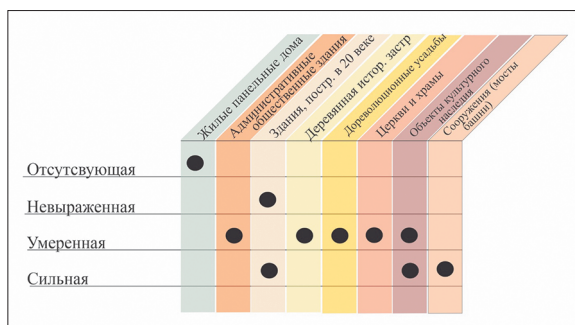 Жилые панельные дома
Административные
общественные здания
Здания, постр. в 20 веке
Деревянная истор. застр
Дореволюционные усадьбы
Церкви и храмы
Объекты культурного
наследия
Сооружения (мосты
башни)
Отсутсвующая
Невыраженная
Умеренная
Сильная